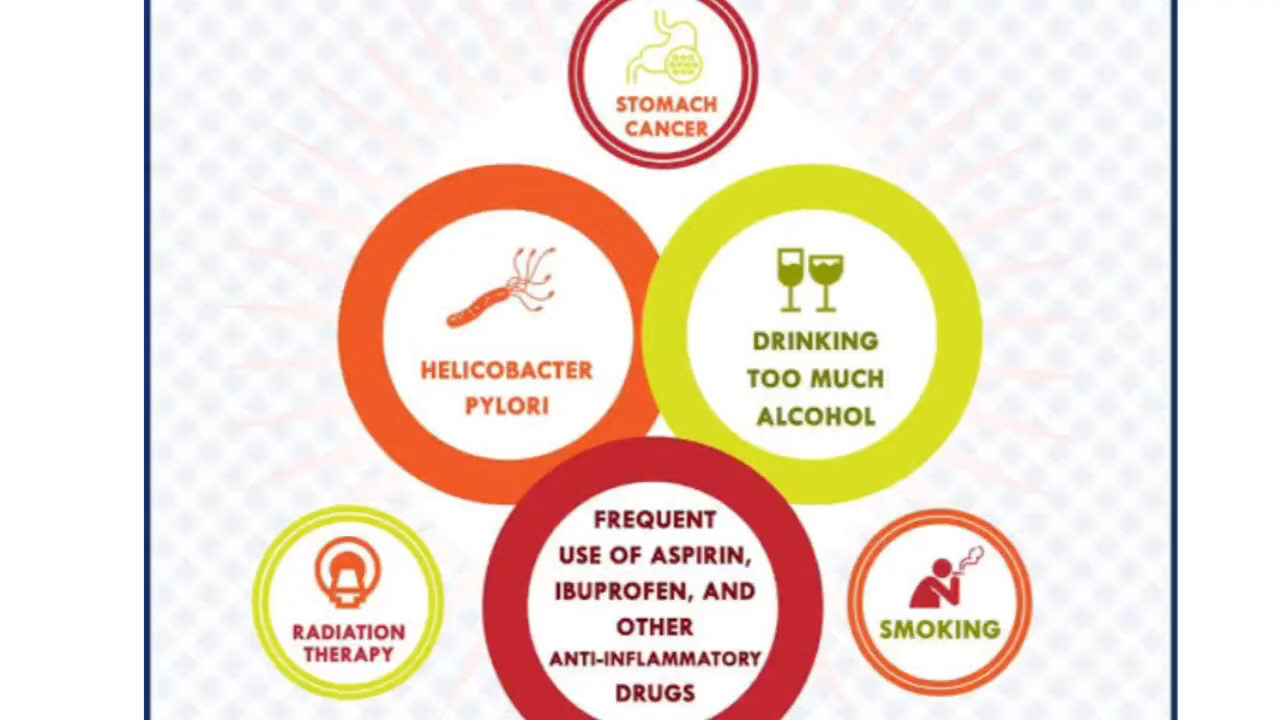 STOMACH
CANCER
HELICOBACTER
PYLORI
DRINKING
TOO MUCH
ALCOHOL
FREQUENT
USE OF ASPIRIN,
IBUPROFEN, AND
OTHER
ANTI-INFLAMMATORY
DRUGS
RADIATION
THERAPY
SMOKING